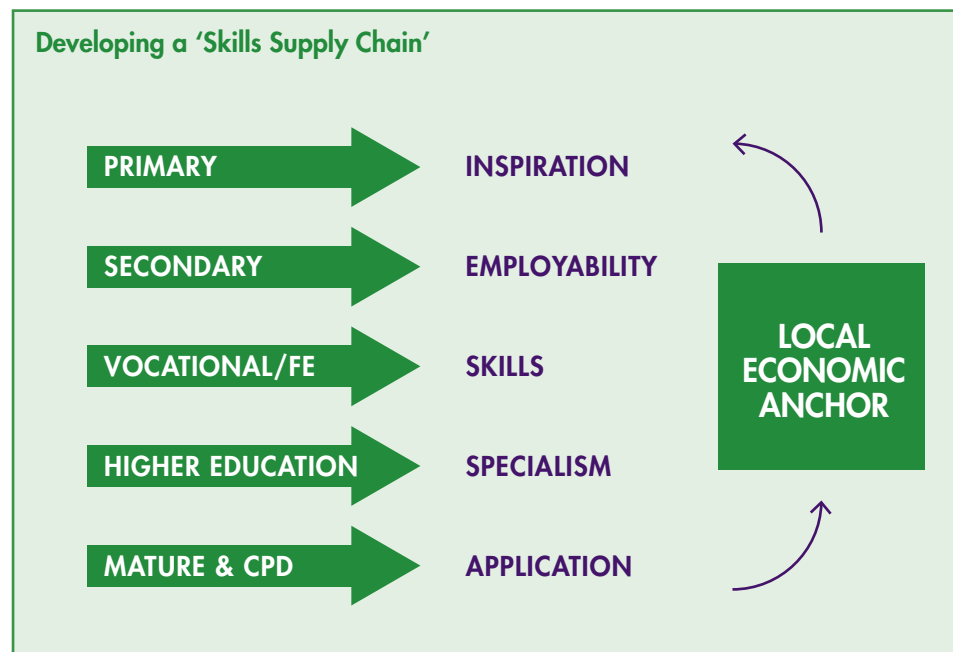 Developing a ‘Skills Supply Chain’
PRIMARY
INSPIRATION
SECONDARY
EMPLOYABILITY
VOCATIONAL/FE
SKILLS
HIGHER EDUCATION
SPECIALISM
MATURE & CPD
APPLICATION
LOCAL
ECONOMIC
ANCHOR